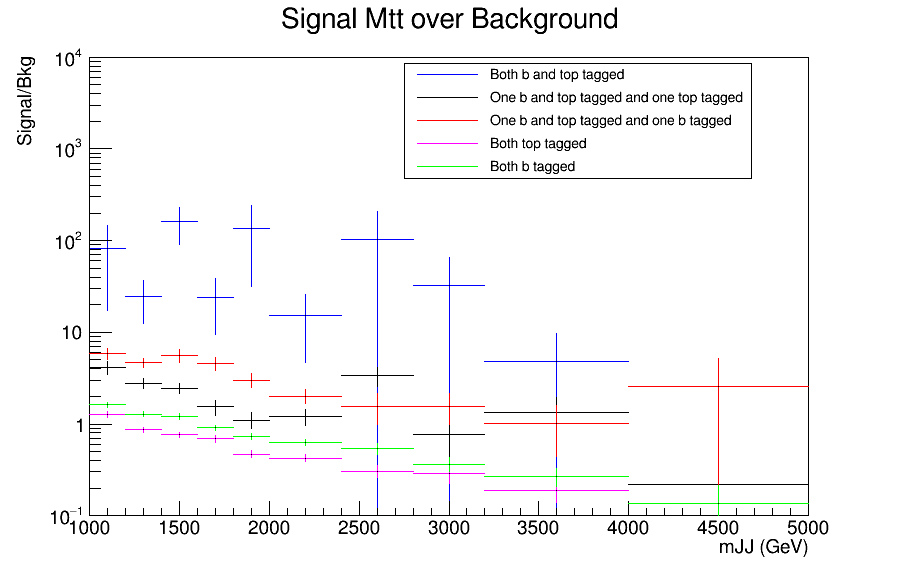 Signal Mtt over Background
Signal/Bkg
10^4
10^3
10^2
10
1
10^−1
Both b and top tagged
One b and top tagged and one top tagged
One b and top tagged and one b tagged
Both top tagged
Both b tagged
1000 1500 2000 2500 3000 3500 4000 4500 5000
mJJ (GeV)